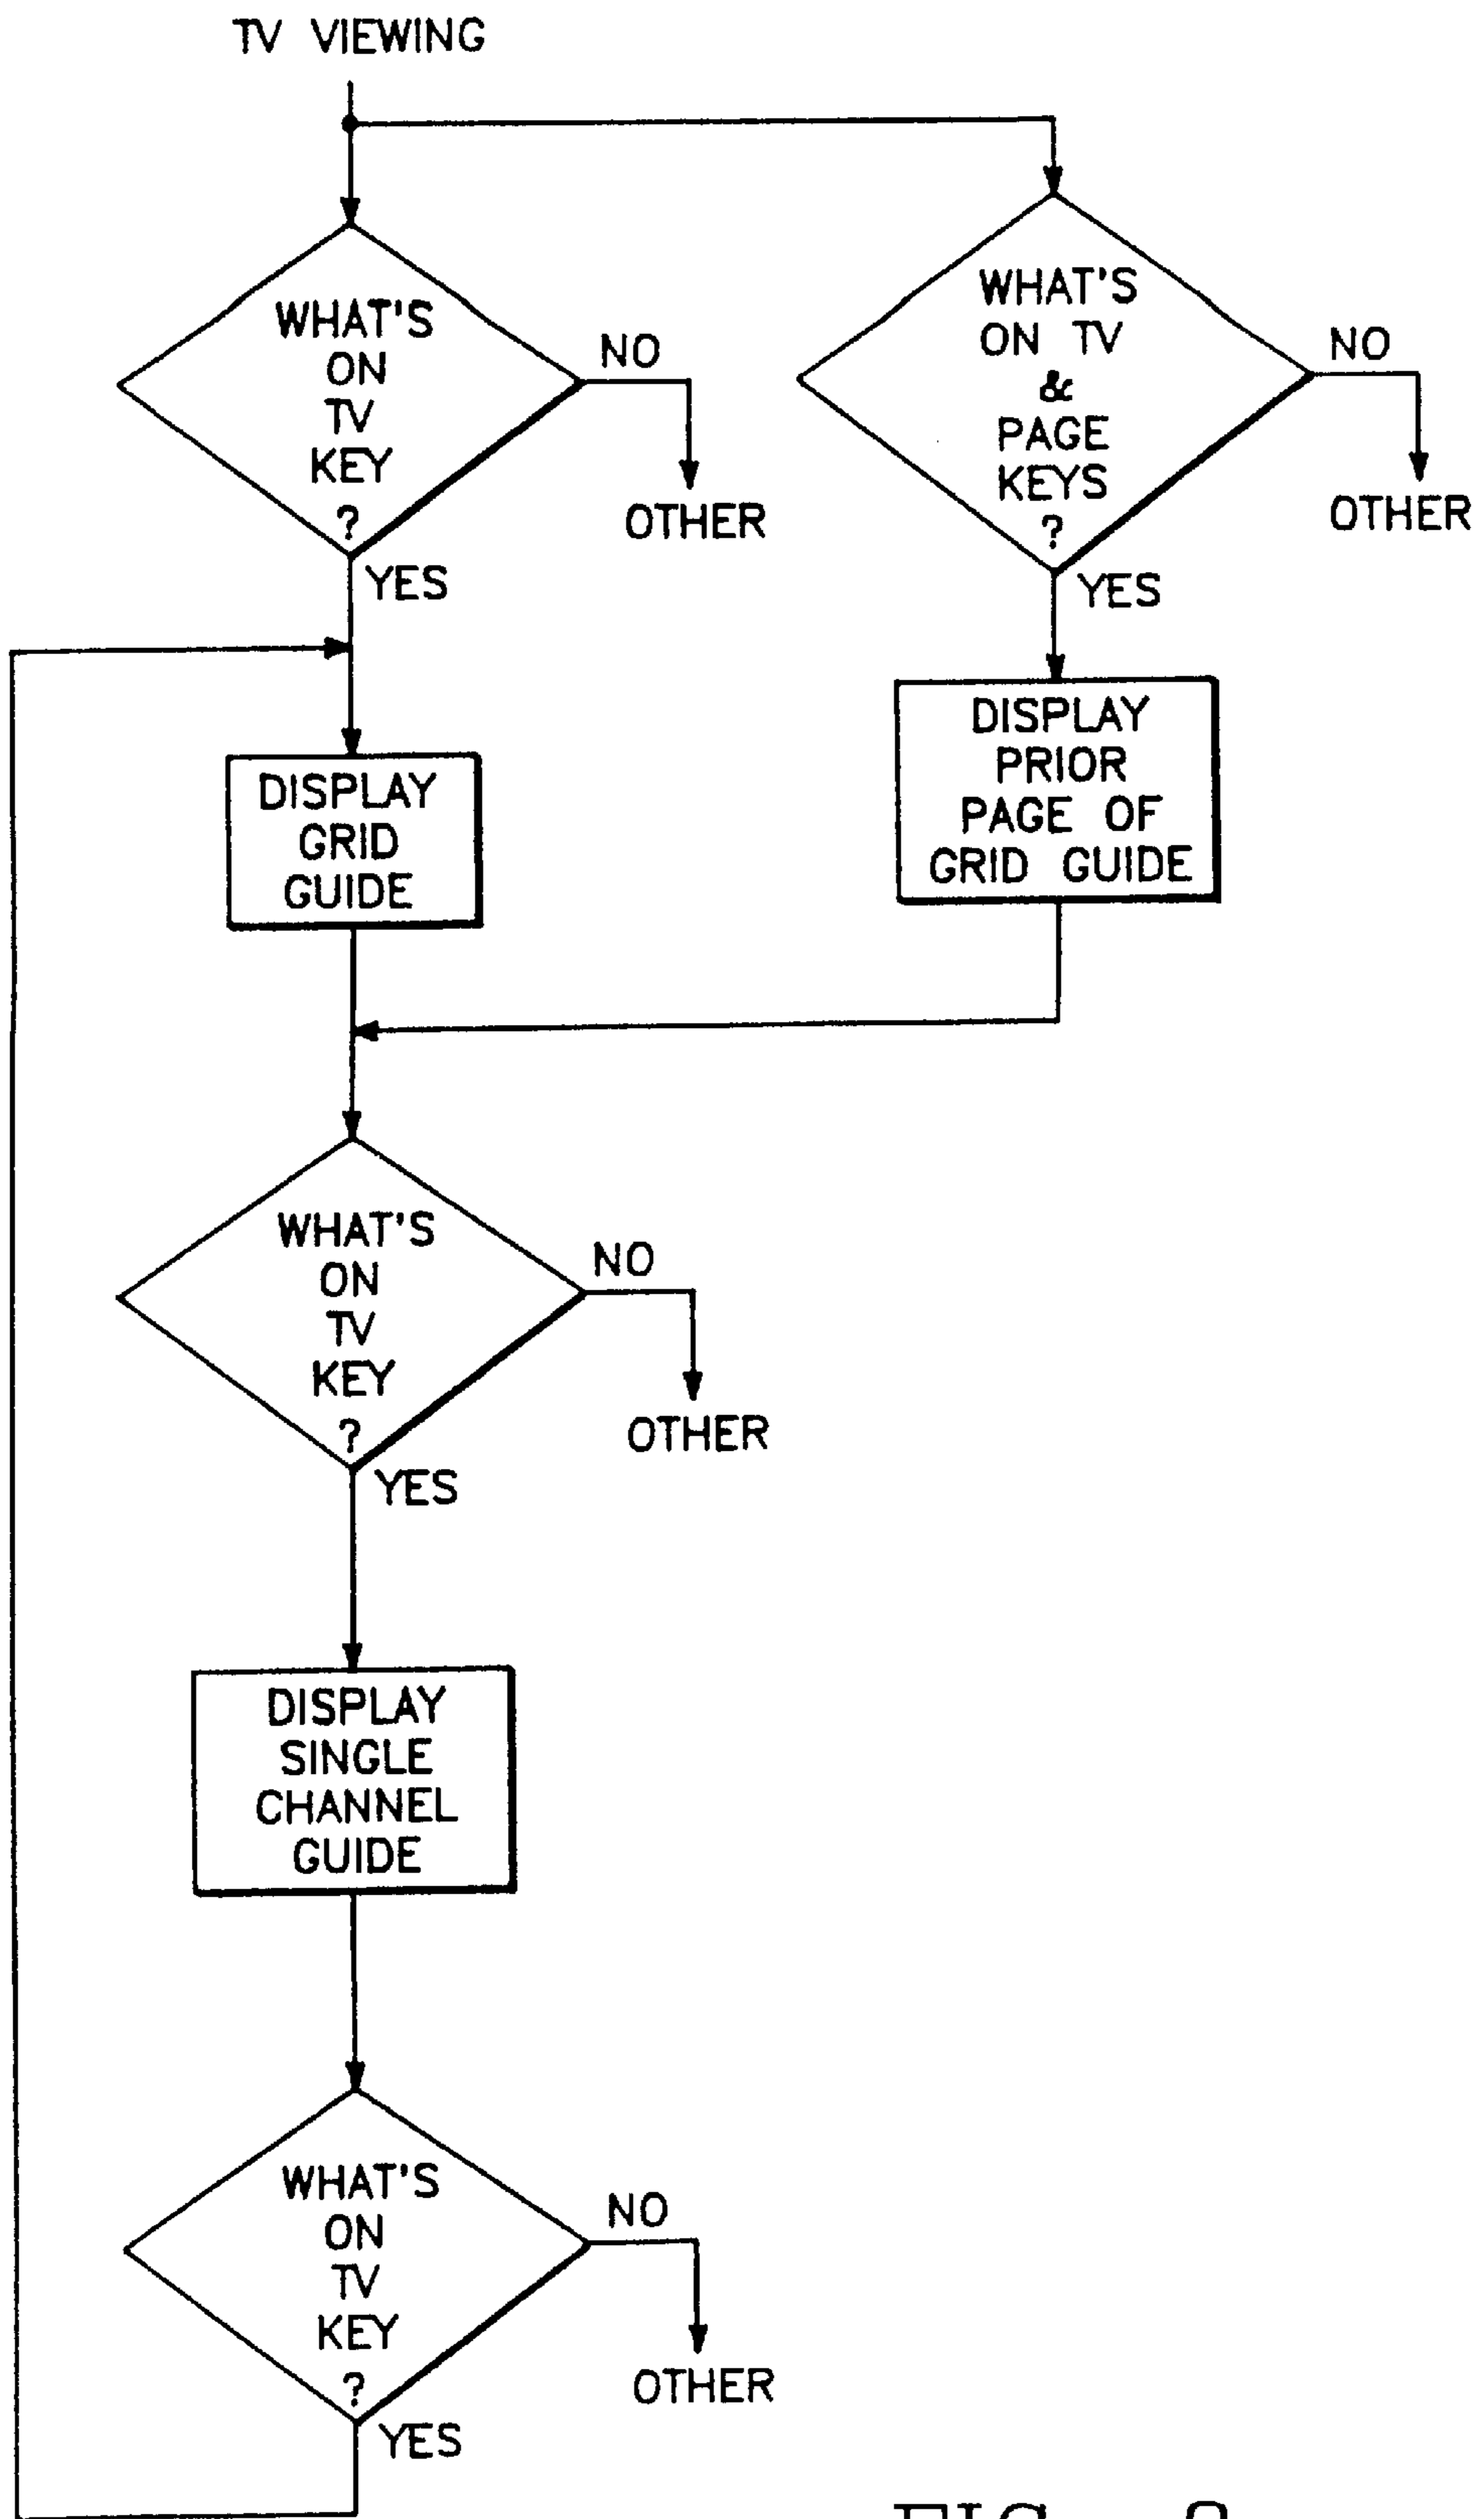 TV VIEWING
WHAT'S
ON
TV
KEY
?
NO
OTHER
YES
WHAT'S
ON TV
&
PAGE
KEYS
?
NO
OTHER
YES
DISPLAY
GRID
GUIDE
DISPLAY
PRIOR
PAGE OF
GRID GUIDE
WHAT'S
ON
TV
KEY
?
NO
OTHER
YES
DISPLAY
SINGLE
CHANNEL
GUIDE
WHAT'S
ON
TV
KEY
?
NO
OTHER
YES